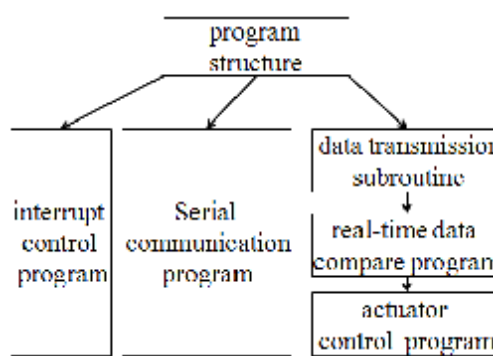 program
structure
interrupt
control
program
Serial
communication
program
data transmission
subroutine
real-time data
compare program
actuator
control program